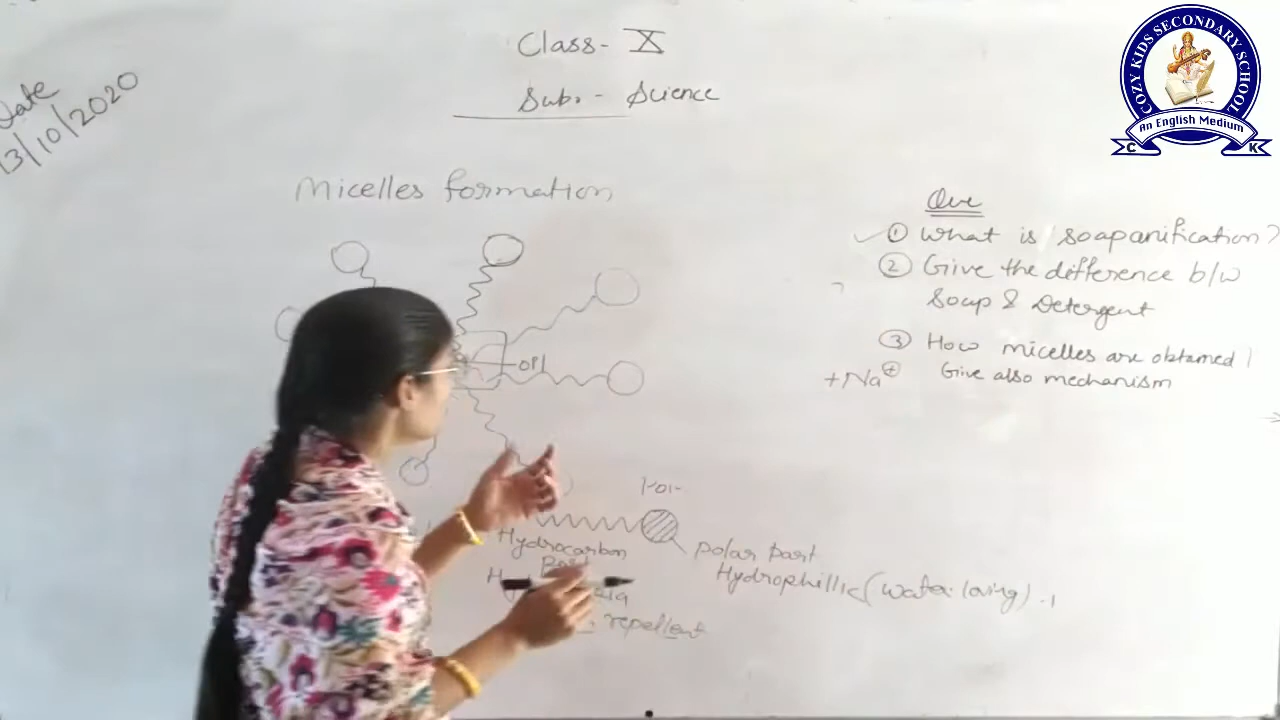 Date
13/10/2020
Class- X
Sub:- Science
Micelles formation
oil
Hydrocarbon
Part
repellent
polar part
Hydrophillic (water loving)
Que
① What is soapanification?
② Give the difference b/w
Soap & Detergent
③ How micelles are obtained
Give also mechanism
+Na⊕
COZY KIDS SECONDARY SCHOOL
An English Medium
C K